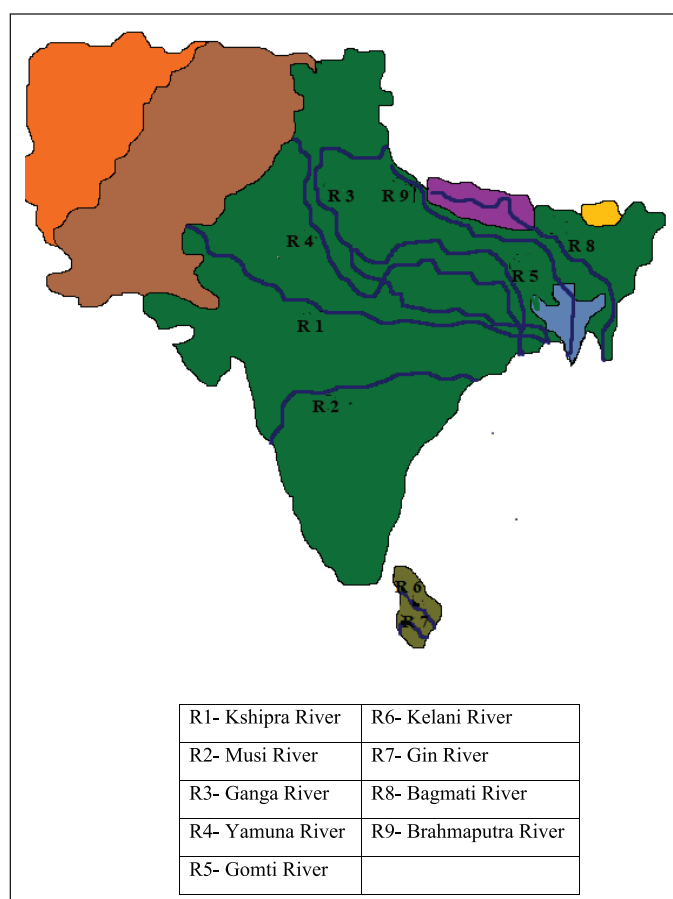 R 3
R 9
R 4
R 8
R 5
R 1
R 2
R 6
R 7
R1- Kshipra River
R6- Kelani River
R2- Musi River
R7- Gin River
R3- Ganga River
R8- Bagmati River
R4- Yamuna River
R9- Brahmaputra River
R5- Gomti River